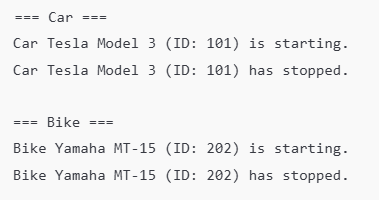 === Car ===
Car Tesla Model 3 (ID: 101) is starting.
Car Tesla Model 3 (ID: 101) has stopped.

=== Bike ===
Bike Yamaha MT-15 (ID: 202) is starting.
Bike Yamaha MT-15 (ID: 202) has stopped.